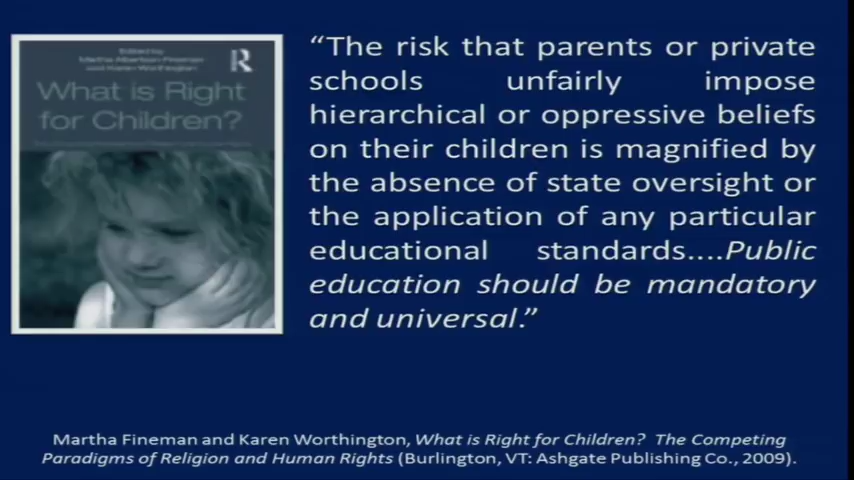 Edited by
Martha Albertson Fineman
and Karen Worthington
R
What is Right
for Children?
“The risk that parents or private
schools unfairly impose
hierarchical or oppressive beliefs
on their children is magnified by
the absence of state oversight or
the application of any particular
educational standards....Public
education should be mandatory
and universal.”
Martha Fineman and Karen Worthington, What is Right for Children? The Competing
Paradigms of Religion and Human Rights (Burlington, VT: Ashgate Publishing Co., 2009).